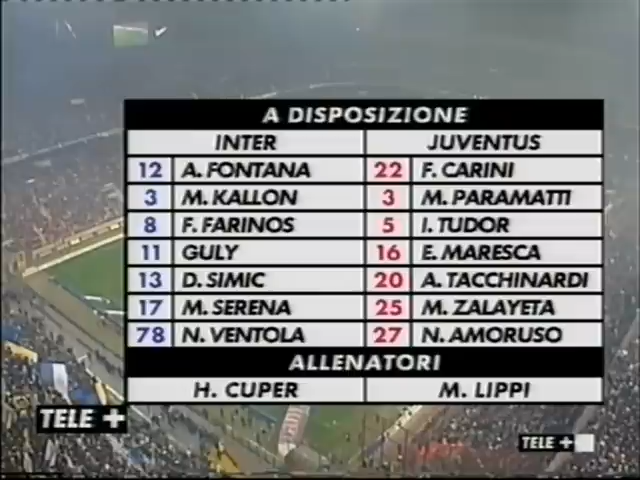 A DISPOSIZIONE
INTER JUVENTUS
12 A. FONTANA 22 F. CARINI
3 M. KALLON 3 M. PARAMATTI
8 F. FARINOS 5 I. TUDOR
11 GULY 16 E. MARESCA
13 D. SIMIC 20 A. TACCHINARDI
17 M. SERENA 25 M. ZALAYETA
78 N. VENTOLA 27 N. AMORUSO
ALLENATORI
H. CUPER M. LIPPI
TELE +
TELE +